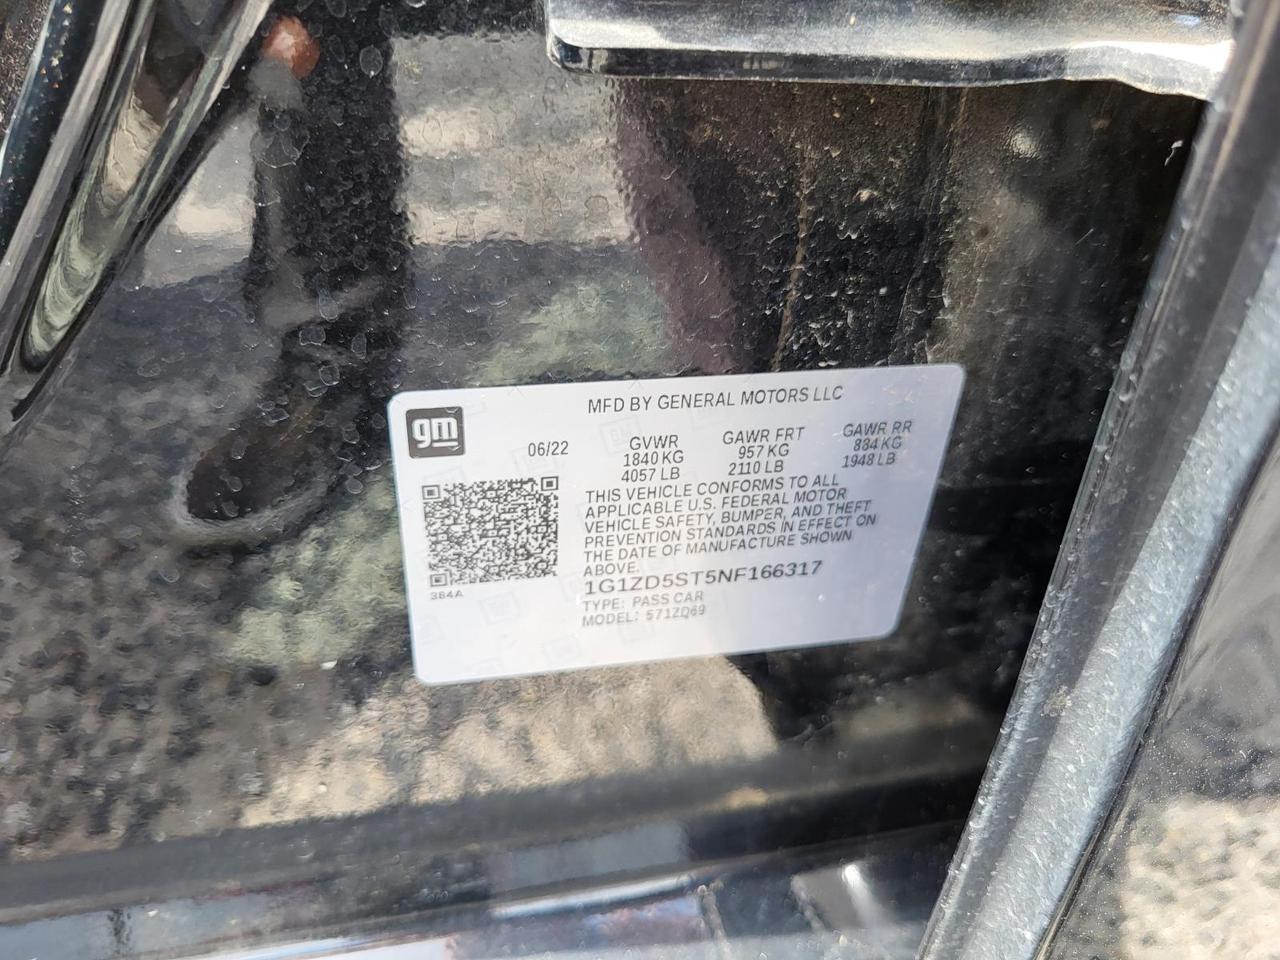 gm
MFD BY GENERAL MOTORS LLC
06/22 GVWR GAWR FRT GAWR RR
1840 KG 957 KG 884 KG
4057 LB 2110 LB 1948 LB
THIS VEHICLE CONFORMS TO ALL
APPLICABLE U.S. FEDERAL MOTOR
VEHICLE SAFETY, BUMPER, AND THEFT
PREVENTION STANDARDS IN EFFECT ON
THE DATE OF MANUFACTURE SHOWN
ABOVE.
1G1ZD5ST5NF166317
TYPE: PASS CAR
MODEL: 571ZQ69
384A